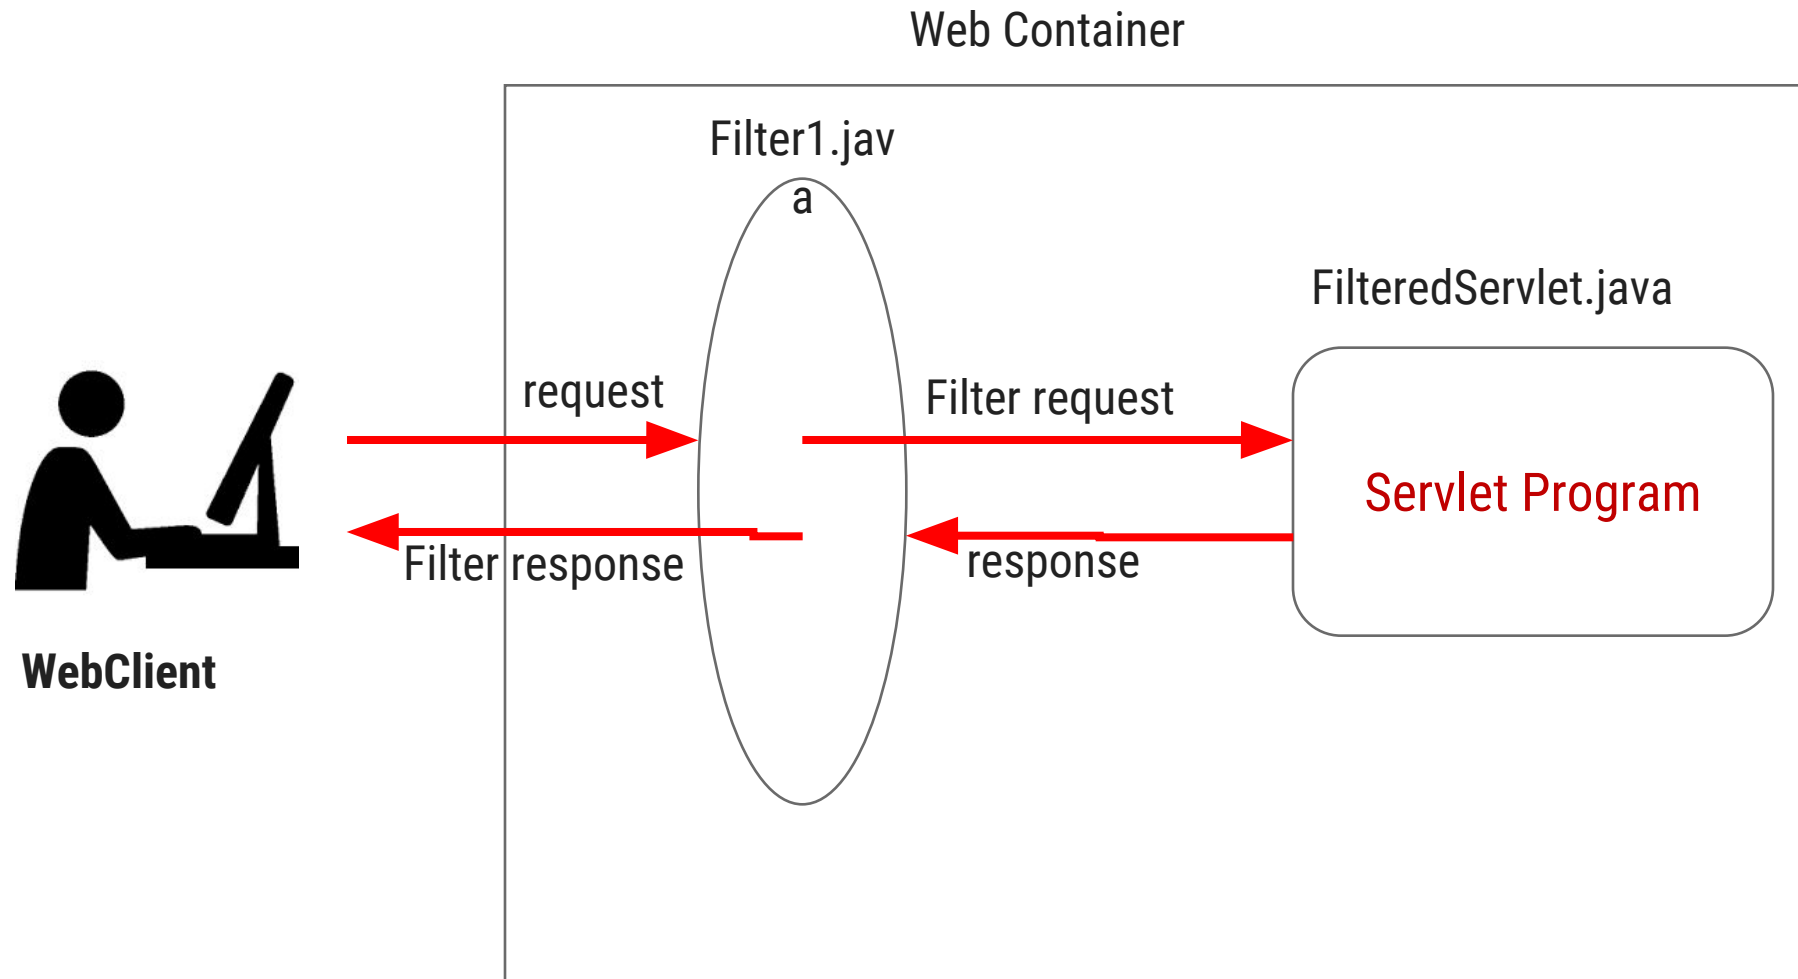 Web Container
Filter1.jav
a
FilteredServlet.java
request
Filter request
Servlet Program
Filter response
response
WebClient